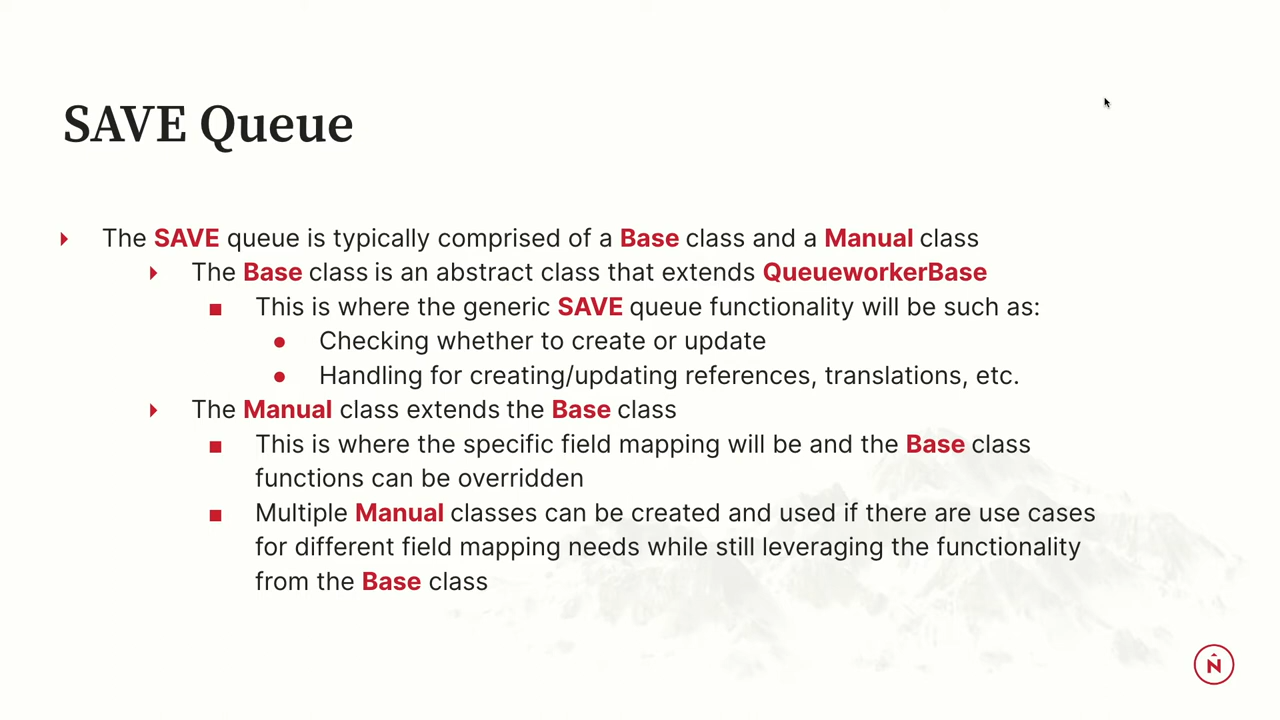 SAVE Queue
The SAVE queue is typically comprised of a Base class and a Manual class
The Base class is an abstract class that extends QueueworkerBase
This is where the generic SAVE queue functionality will be such as:
Checking whether to create or update
Handling for creating/updating references, translations, etc.
The Manual class extends the Base class
This is where the specific field mapping will be and the Base class
functions can be overridden
Multiple Manual classes can be created and used if there are use cases
for different field mapping needs while still leveraging the functionality
from the Base class
N